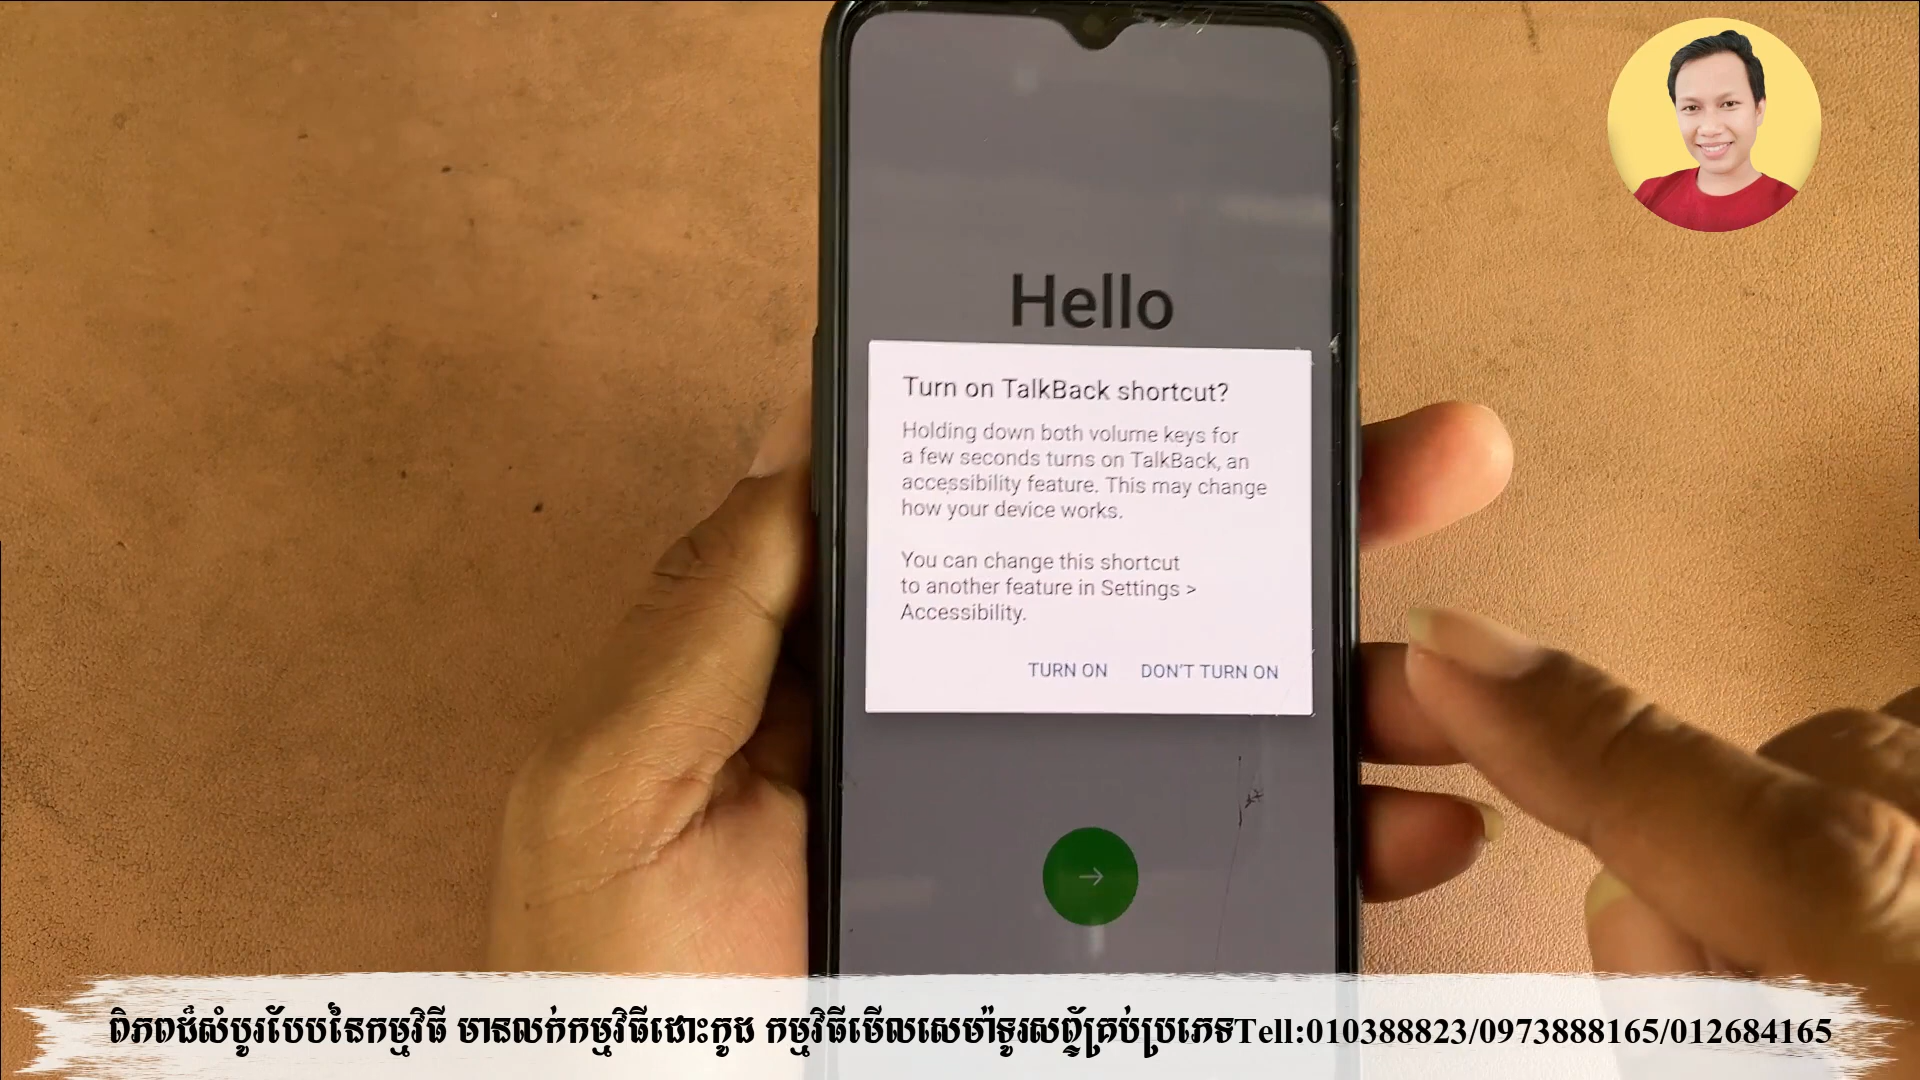 Hello
Turn on TalkBack shortcut?
Holding down both volume keys for
a few seconds turns on TalkBack, an
accessibility feature. This may change
how your device works.
You can change this shortcut
to another feature in Settings >
Accessibility.
TURN ON DON'T TURN ON
ពិភពដ៏សំបូរបែបនៃកម្មវិធី មានលក់កម្មវិធីដោះកូដ កម្មវិធីមើលសេម៉ាទូរសព្ទ័គ្រប់ប្រភេទTell:010388823/0973888165/012684165